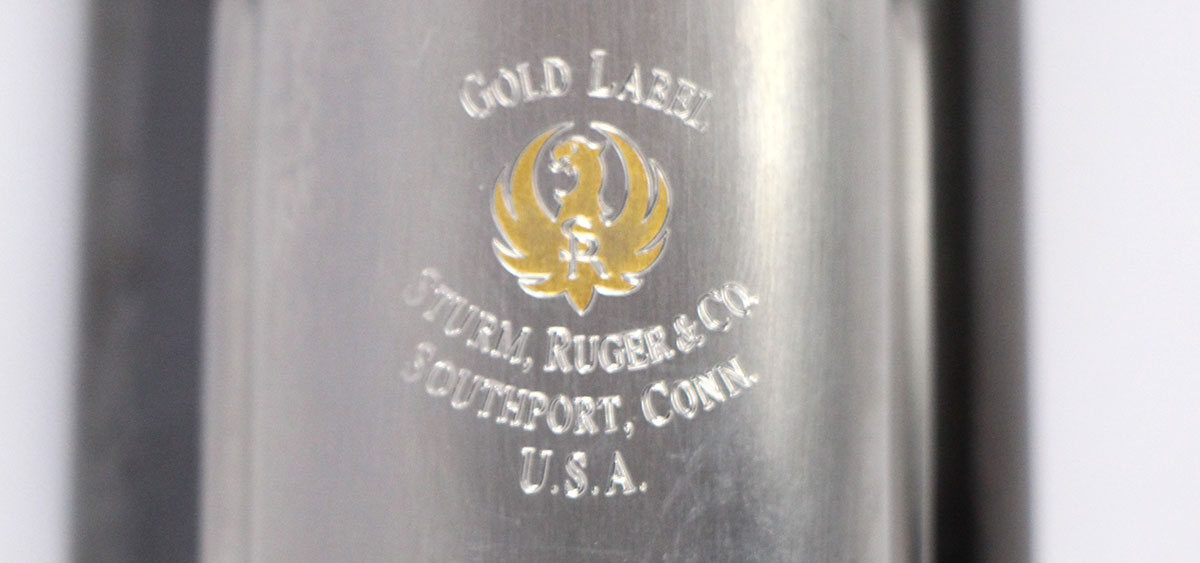 GOLD LABEL
SR
STURM, RUGER & CO.
SOUTHPORT, CONN.
U.S.A.